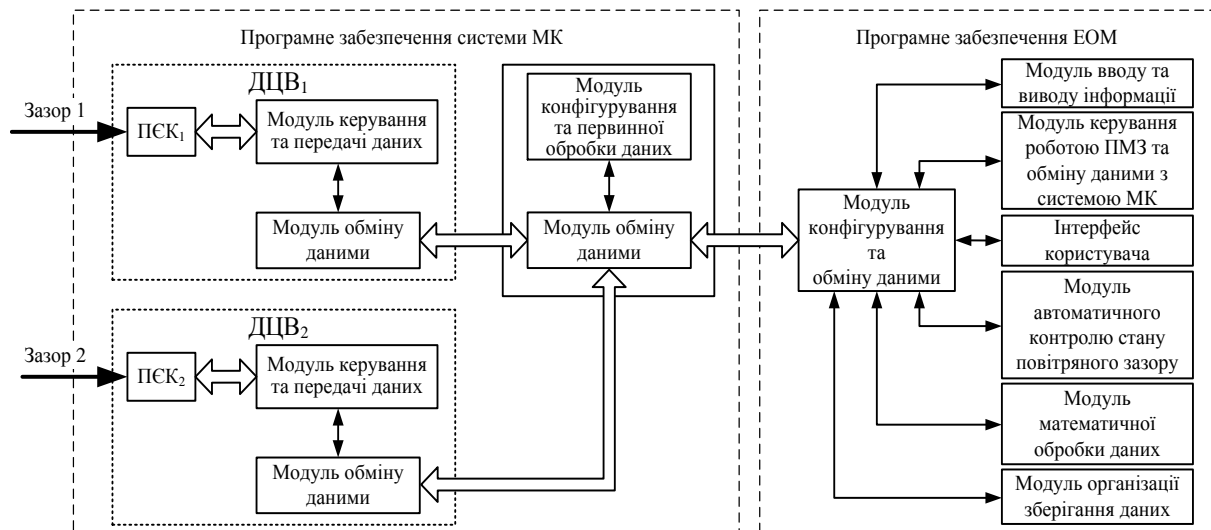 Програмне забезпечення системи МК
Програмне забезпечення ЕОМ
ДЦВ₁
Зазор 1
ПЄК₁
Модуль керування
та передачі даних
Модуль обміну
даними
Модуль
конфігурування
та первинної
обробки даних
Модуль обміну
даними
ДЦВ₂
Зазор 2
ПЄК₂
Модуль керування
та передачі даних
Модуль обміну
даними
Модуль
конфігурування
та
обміну даними
Модуль вводу та
виводу інформації
Модуль керування
роботою ПМЗ та
обміну даними з
системою МК
Інтерфейс
користувача
Модуль
автоматичного
контролю стану
повітряного зазору
Модуль
математичної
обробки даних
Модуль організації
зберігання даних